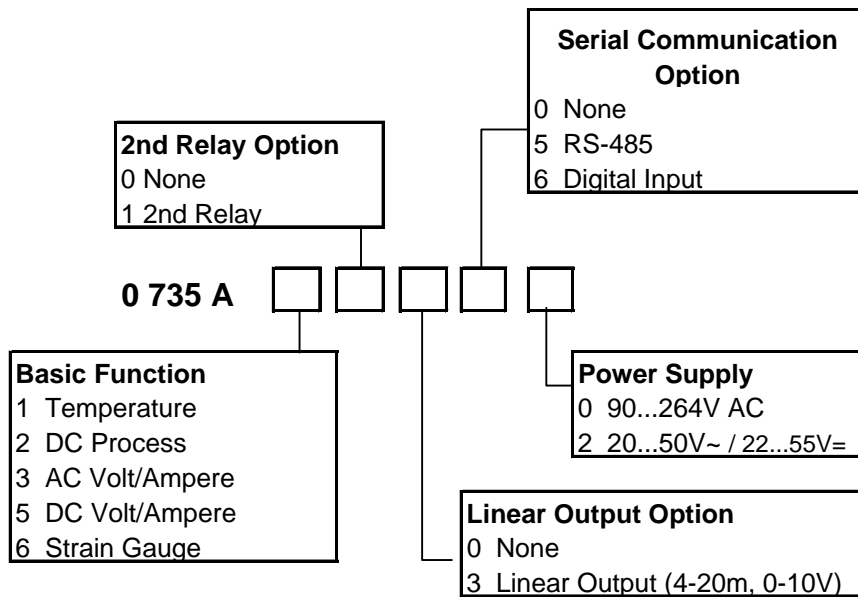 Serial Communication
Option
0 None
5 RS-485
6 Digital Input
2nd Relay Option
0 None
1 2nd Relay
0 735 A
Basic Function
1 Temperature
2 DC Process
3 AC Volt/Ampere
5 DC Volt/Ampere
6 Strain Gauge
Power Supply
0 90...264V AC
2 20...50V~ / 22...55V=
Linear Output Option
0 None
3 Linear Output (4-20m, 0-10V)